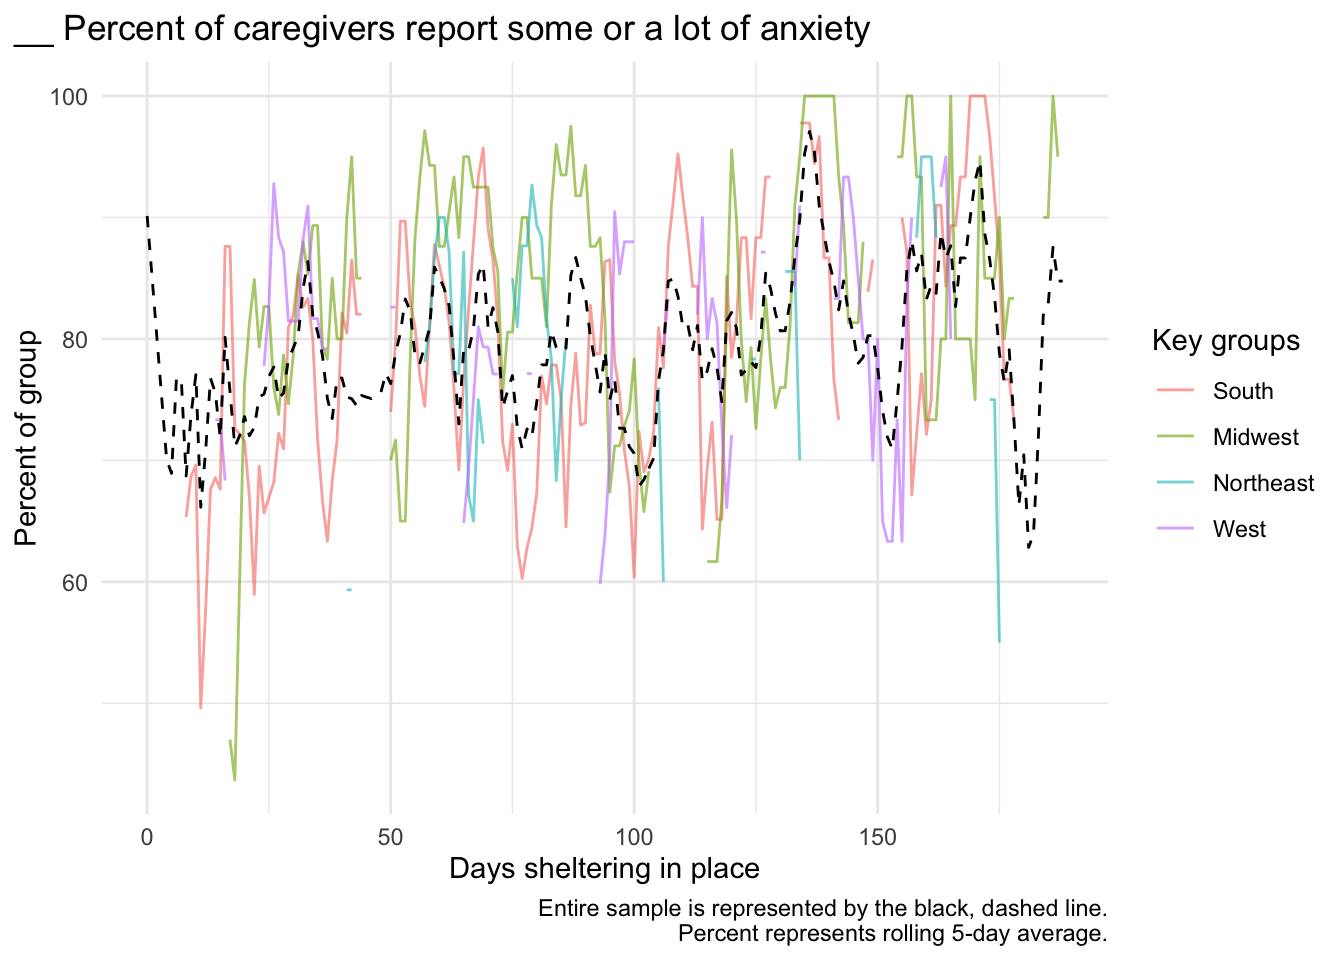 __ Percent of caregivers report some or a lot of anxiety
Percent of group
100
80
60
0 50 100 150
Days sheltering in place
Key groups
South
Midwest
Northeast
West
Entire sample is represented by the black, dashed line.
Percent represents rolling 5-day average.